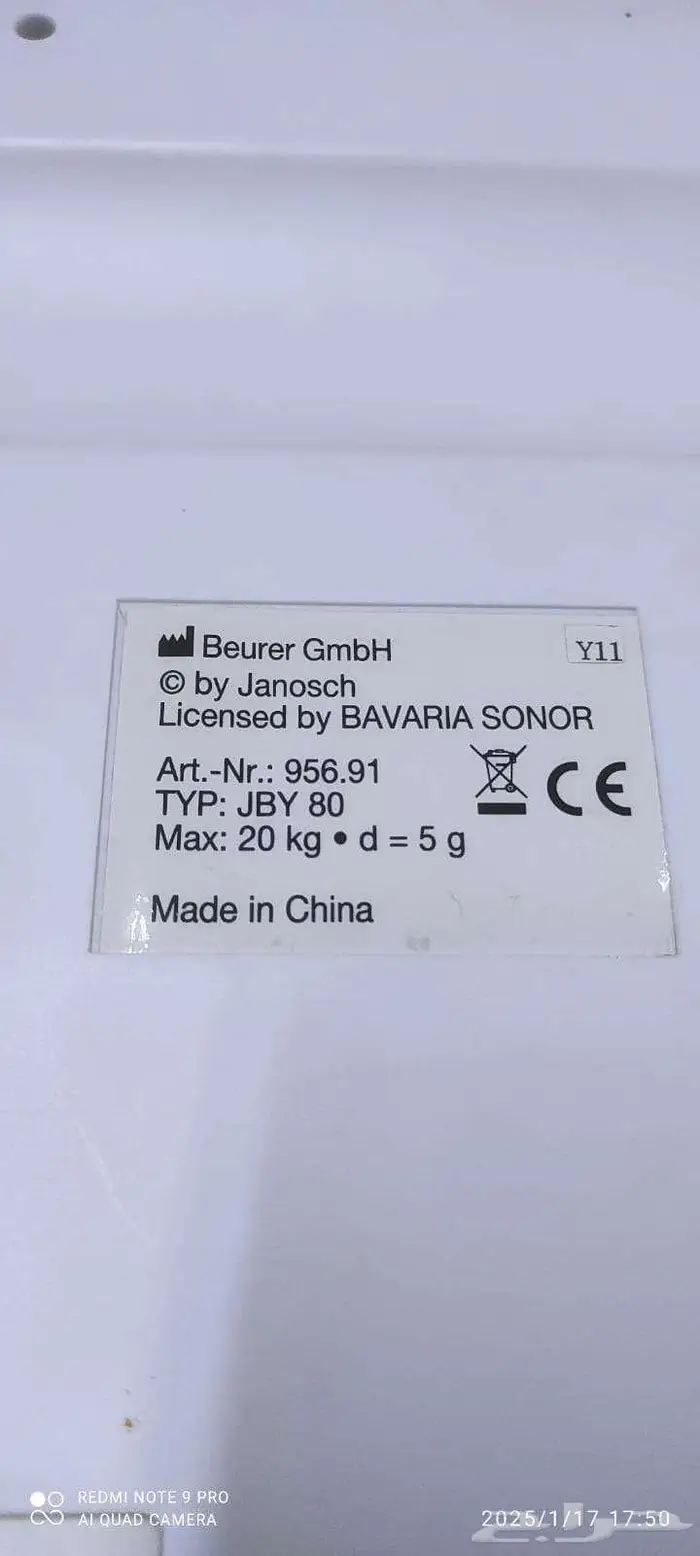 Beurer GmbH
Y11
© by Janosch
Licensed by BAVARIA SONOR
Art.-Nr.: 956.91
TYP: JBY 80
Max: 20 kg • d = 5 g
CE
Made in China
REDMI NOTE 9 PRO
AI QUAD CAMERA
2025/1/17 17:50
حراج